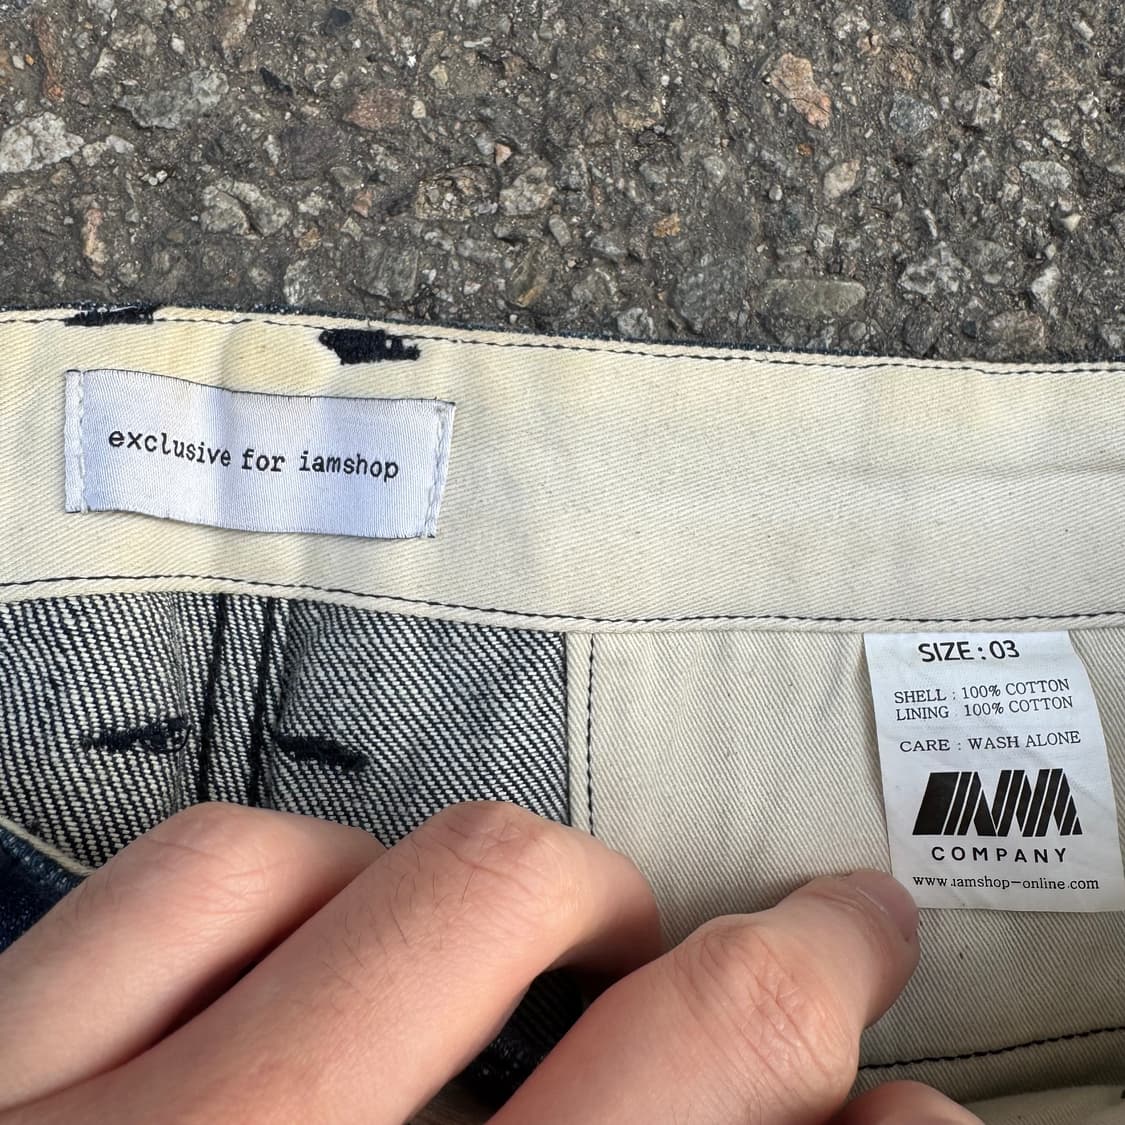 exclusive for iamshop
SIZE : 03
SHELL : 100% COTTON
LINING : 100% COTTON
CARE : WASH ALONE
COMPANY
www.iamshop-online.com